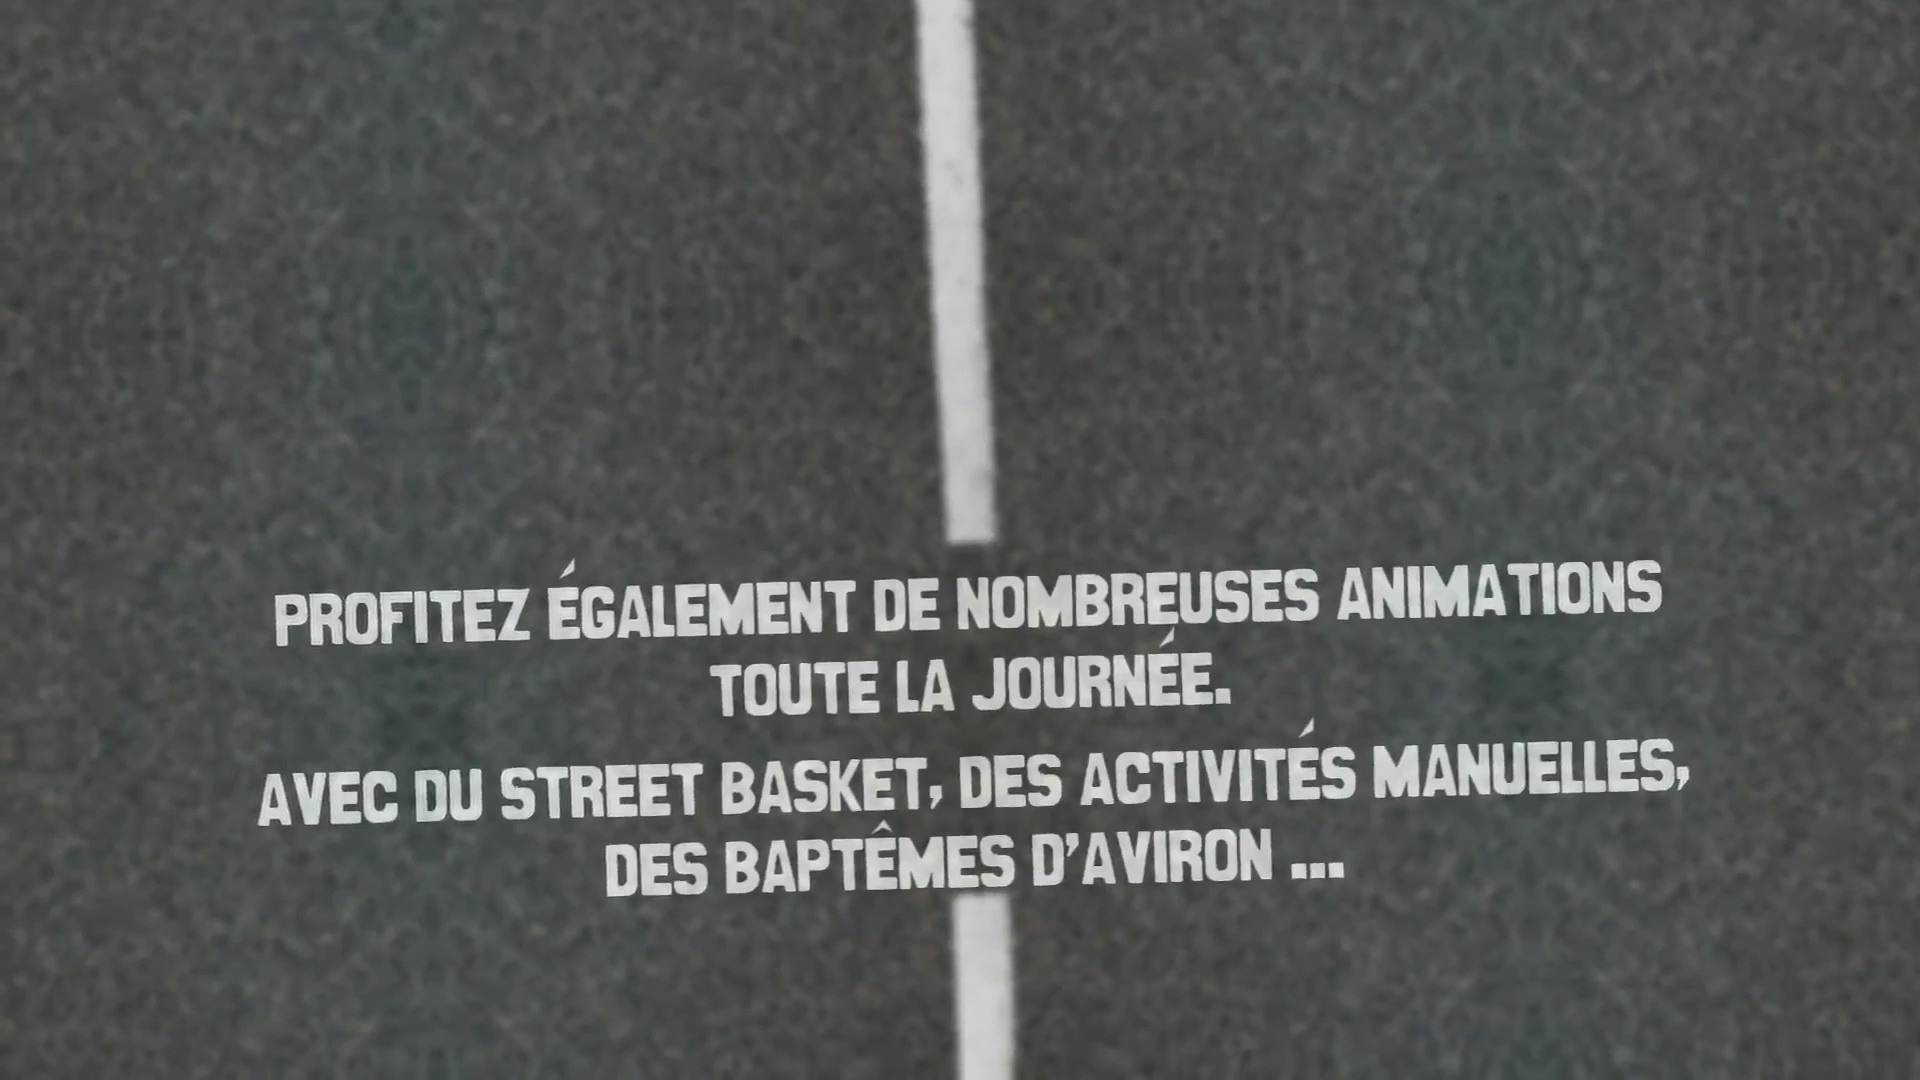 PROFITEZ ÉGALEMENT DE NOMBREUSES ANIMATIONS
TOUTE LA JOURNÉE.
AVEC DU STREET BASKET, DES ACTIVITÉS MANUELLES,
DES BAPTÊMES D'AVIRON ...